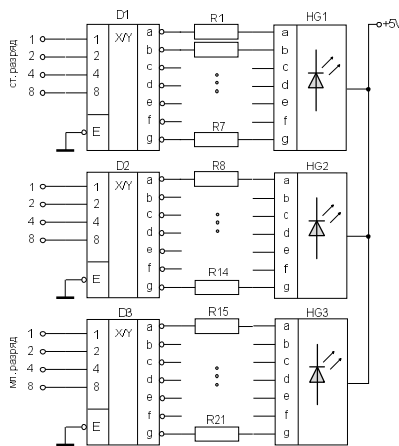 D1 R1 HG1
+5V
ст.разряд
1 1 X/Y a a
2 2 b b
4 4 c c
8 8 d d
e e
E f f
g R7 g
D2 R8 HG2
1 1 X/Y a a
2 2 b b
4 4 c c
8 8 d d
e e
E f f
g R14 g
D3 R15 HG3
мл.разряд
1 1 X/Y a a
2 2 b b
4 4 c c
8 8 d d
e e
E f f
g R21 g